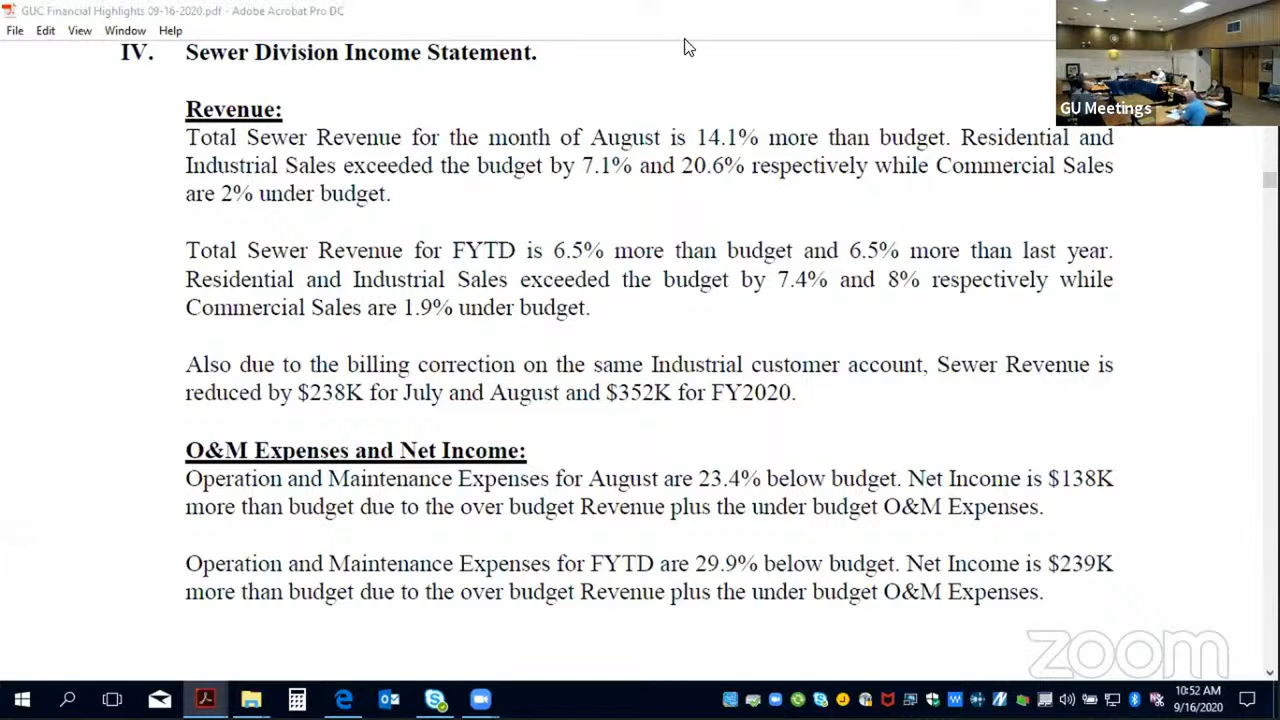 GUC Financial Highlights 09-16-2020.pdf - Adobe Acrobat Pro DC
File Edit View Window Help
GU Meetings
IV. Sewer Division Income Statement.
Revenue:
Total Sewer Revenue for the month of August is 14.1% more than budget. Residential and
Industrial Sales exceeded the budget by 7.1% and 20.6% respectively while Commercial Sales
are 2% under budget.
Total Sewer Revenue for FYTD is 6.5% more than budget and 6.5% more than last year.
Residential and Industrial Sales exceeded the budget by 7.4% and 8% respectively while
Commercial Sales are 1.9% under budget.
Also due to the billing correction on the same Industrial customer account, Sewer Revenue is
reduced by $238K for July and August and $352K for FY2020.
O&M Expenses and Net Income:
Operation and Maintenance Expenses for August are 23.4% below budget. Net Income is $138K
more than budget due to the over budget Revenue plus the under budget O&M Expenses.
Operation and Maintenance Expenses for FYTD are 29.9% below budget. Net Income is $239K
more than budget due to the over budget Revenue plus the under budget O&M Expenses.
zoom
10:52 AM
9/16/2020